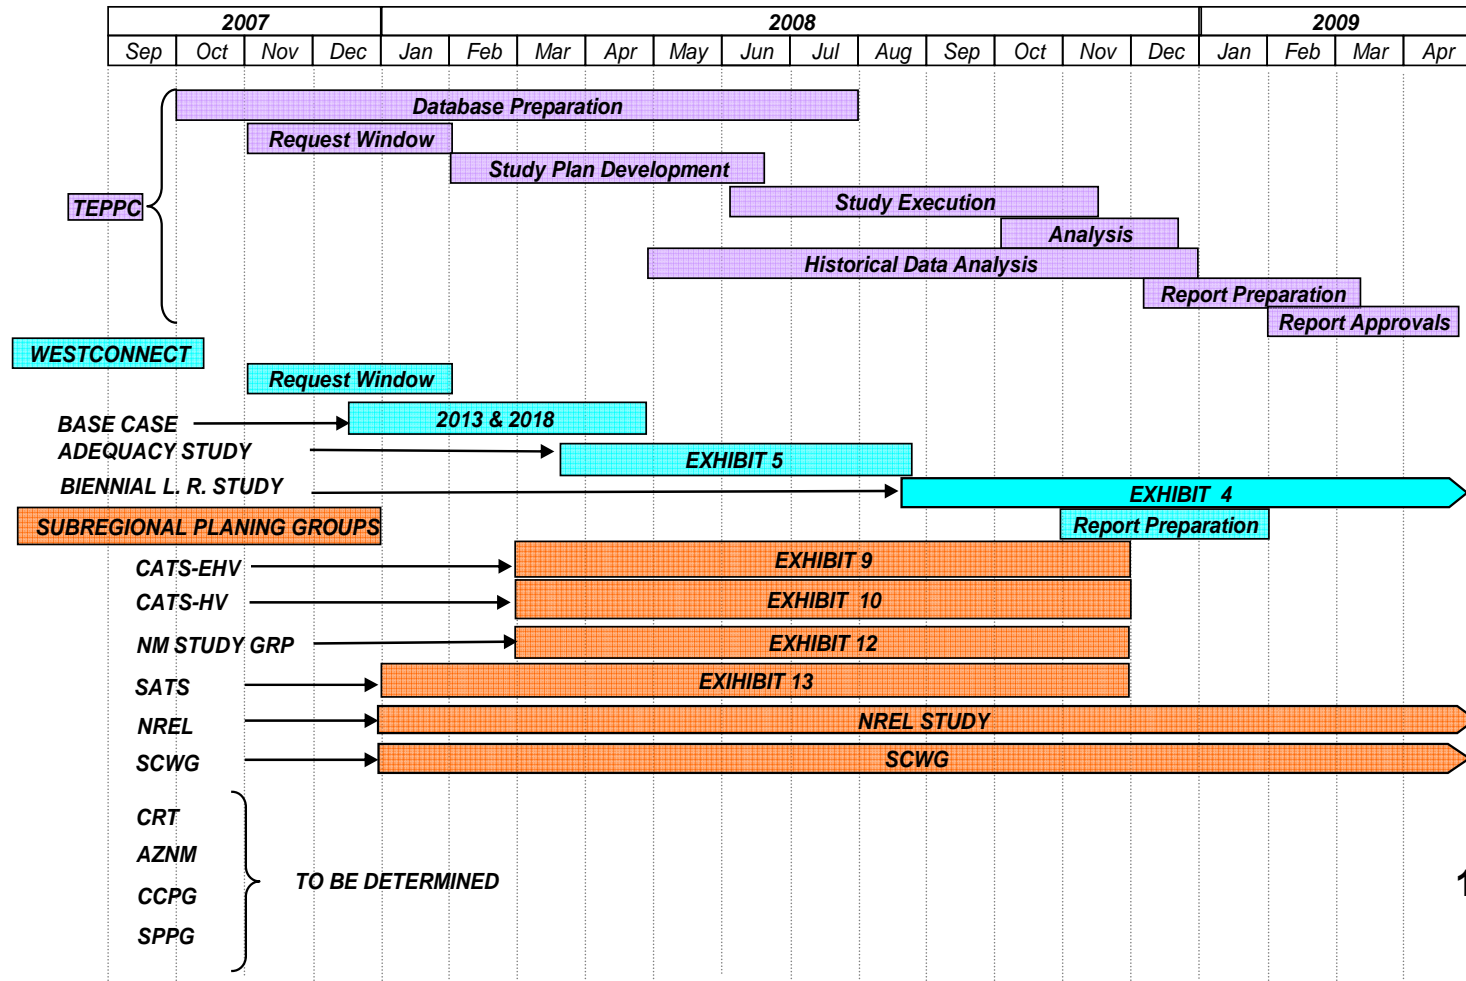 2007 2008 2009
Sep Oct Nov Dec Jan Feb Mar Apr May Jun Jul Aug Sep Oct Nov Dec Jan Feb Mar Apr
Database Preparation
Request Window
Study Plan Development
TEPPC
Study Execution
Analysis
Historical Data Analysis
Report Preparation
Report Approvals
WESTCONNECT
Request Window
BASE CASE 2013 & 2018
ADEQUACY STUDY EXHIBIT 5
BIENNIAL L. R. STUDY EXHIBIT 4
SUBREGIONAL PLANING GROUPS Report Preparation
CATS-EHV EXHIBIT 9
CATS-HV EXHIBIT 10
NM STUDY GRP EXHIBIT 12
SATS EXIHIBIT 13
NREL NREL STUDY
SCWG SCWG
CRT
AZNM
TO BE DETERMINED
CCPG
SPPG